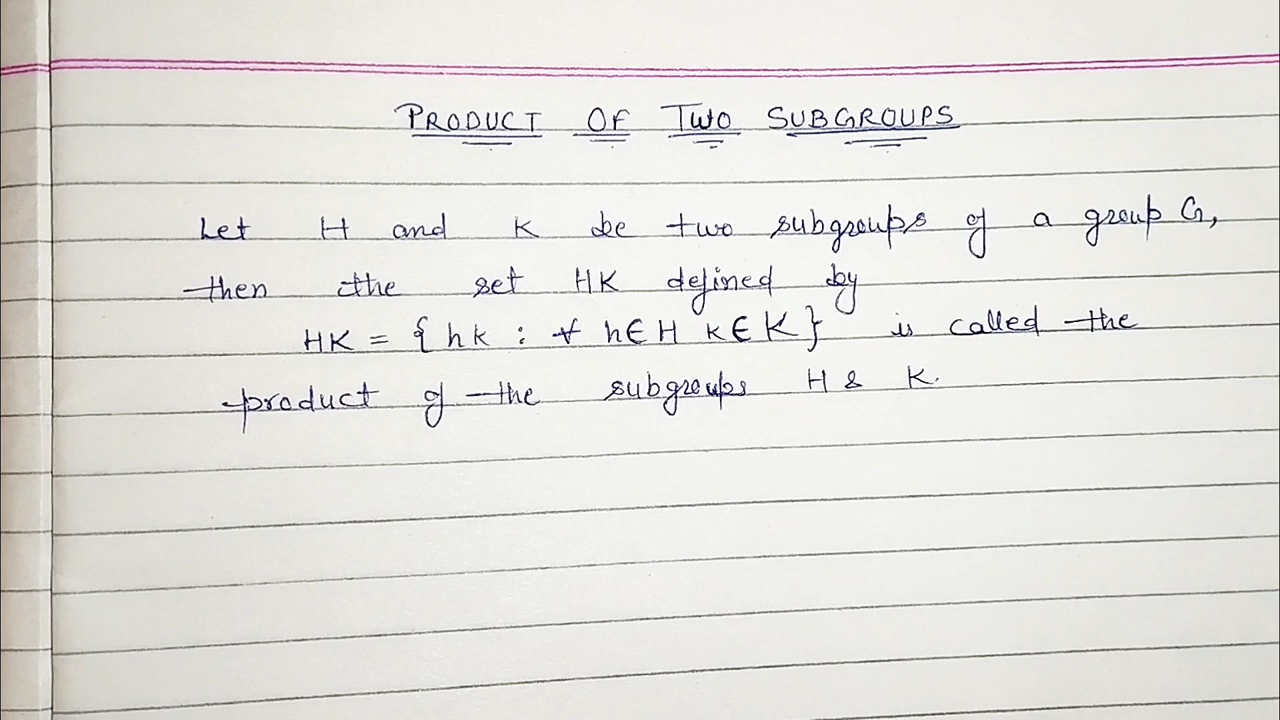 PRODUCT OF TWO SUBGROUPS
Let H and K be two subgroups of a group G,
then the set HK defined by
HK = { hk : ∀ h∈H k∈K } is called the
product of the subgroups H & K.